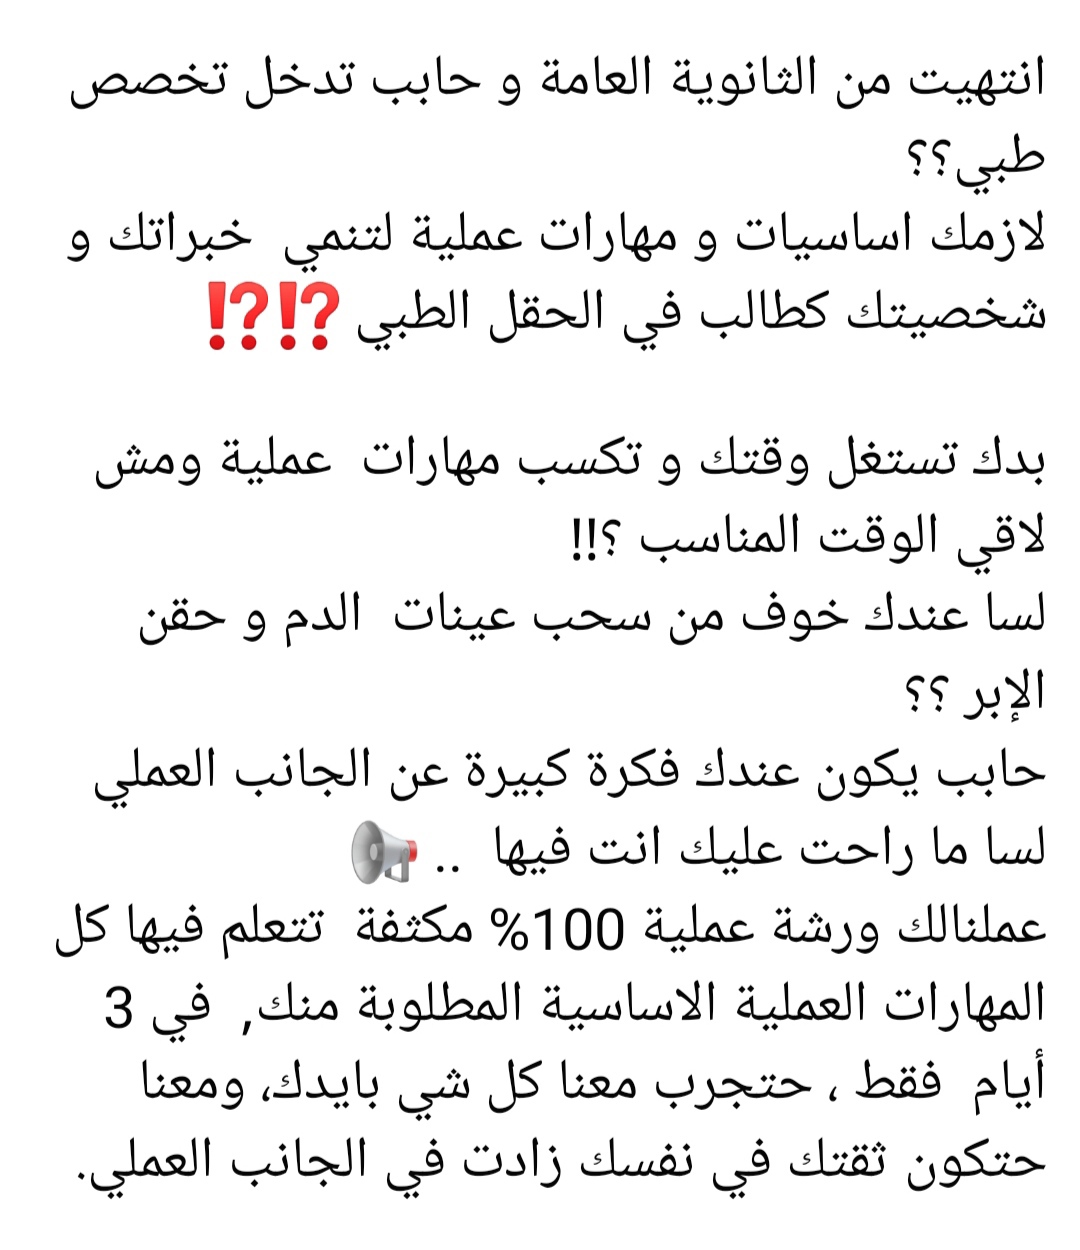 انتهيت من الثانوية العامة و حابب تدخل تخصص
طبي؟؟
لازمك اساسيات و مهارات عملية لتنمي خبراتك و
شخصيتك كطالب في الحقل الطبي ⁉️⁉️
بدك تستغل وقتك و تكسب مهارات عملية ومش
لاقي الوقت المناسب ؟!!
لسا عندك خوف من سحب عينات الدم و حقن
الإبر ؟؟
حابب يكون عندك فكرة كبيرة عن الجانب العملي
لسا ما راحت عليك انت فيها .. 📢
عملنالك ورشة عملية 100% مكثفة تتعلم فيها كل
المهارات العملية الاساسية المطلوبة منك, في 3
أيام فقط ، حتجرب معنا كل شي بايدك، ومعنا
حتكون ثقتك في نفسك زادت في الجانب العملي.